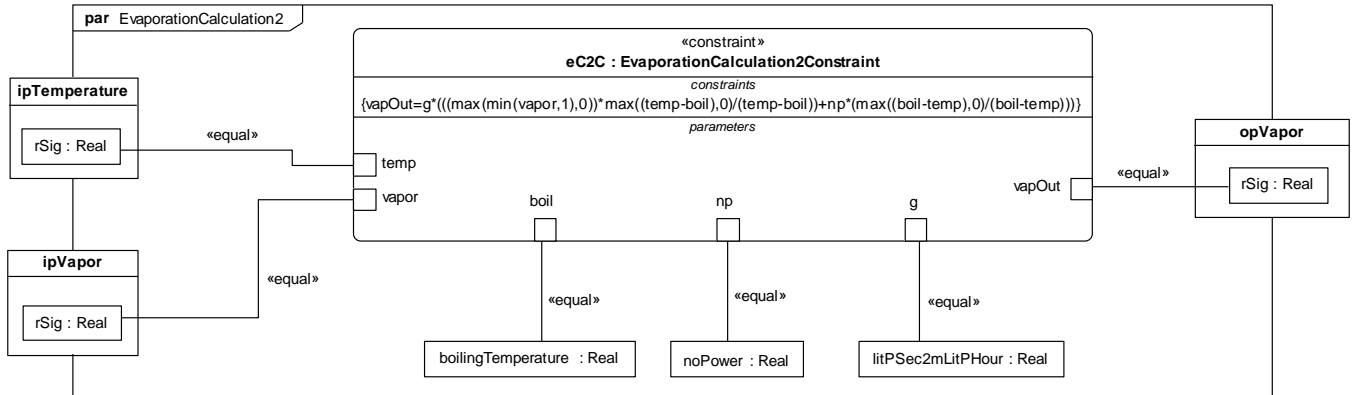 par EvaporationCalculation2
«constraint»
eC2C : EvaporationCalculation2Constraint
constraints
{vapOut=g*(((max(min(vapor,1),0))*max((temp-boil),0)/(temp-boil))+np*(max((boil-temp),0)/(boil-temp)))}
parameters
ipTemperature
rSig : Real
«equal»
temp
vapor
boil
np
g
vapOut
«equal»
opVapor
rSig : Real
ipVapor
rSig : Real
«equal»
«equal»
«equal»
«equal»
boilingTemperature : Real
noPower : Real
litPSec2mLitPHour : Real